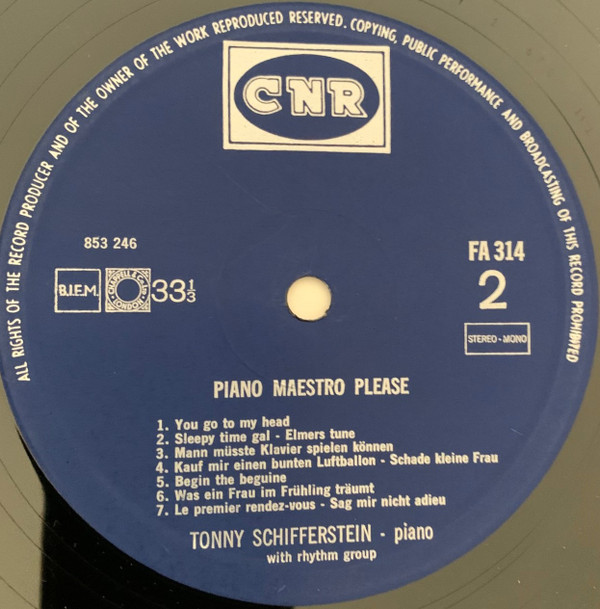 ALL RIGHTS OF THE RECORD PRODUCER AND OF THE OWNER OF THE WORK REPRODUCED RESERVED. COPYING, PUBLIC PERFORMANCE AND BROADCASTING OF THIS RECORD PROHIBITED
CNR
853 246
FA 314
B.I.E.M.
CHAPPELL & Co. LTD. LONDON
33⅓
2
STEREO - MONO
PIANO MAESTRO PLEASE
1. You go to my head
2. Sleepy time gal - Elmers tune
3. Mann müsste Klavier spielen können
4. Kauf mir einen bunten Luftballon - Schade kleine Frau
5. Begin the beguine
6. Was ein Frau im Frühling träumt
7. Le premier rendez-vous - Sag mir nicht adieu
TONNY SCHIFFERSTEIN - piano
with rhythm group